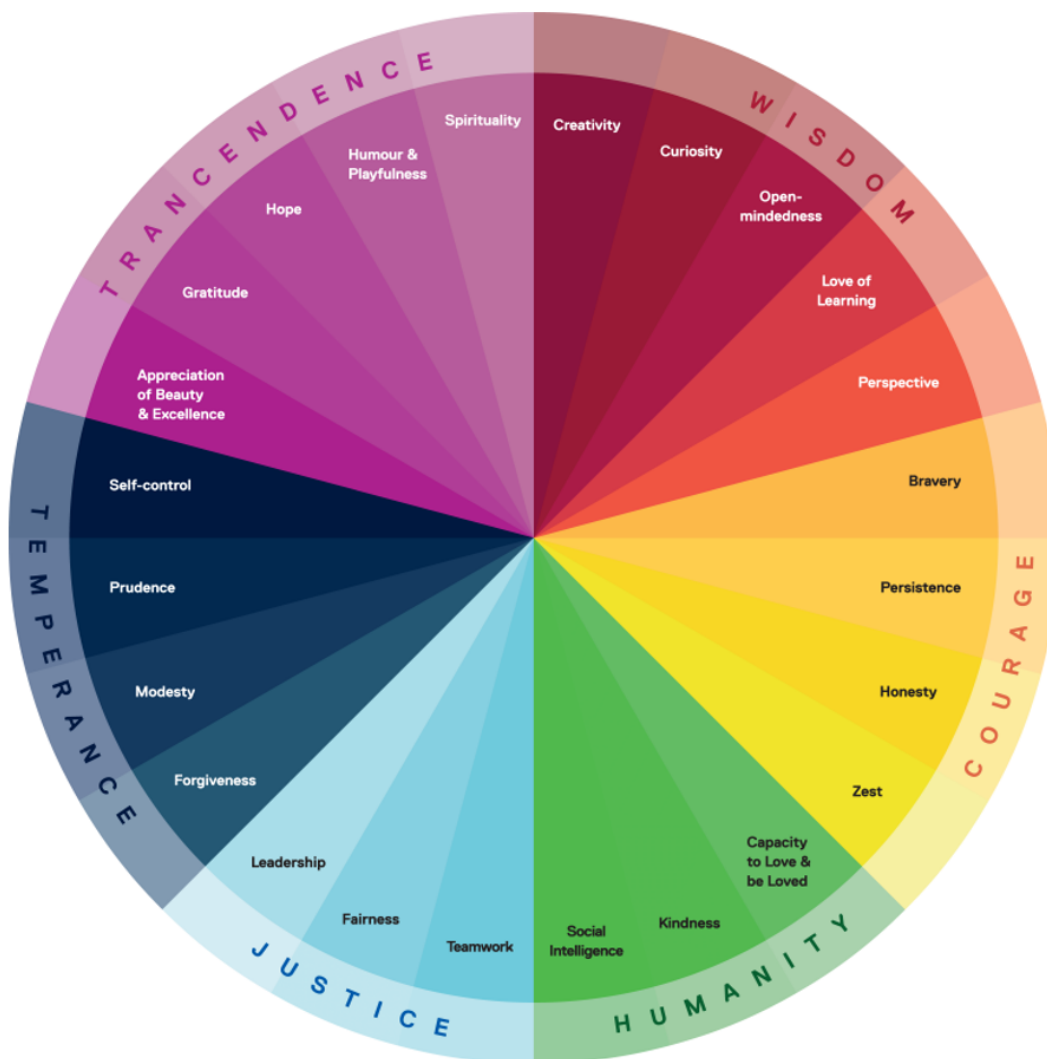 TRANCENDENCE
Spirituality
Humour &
Playfulness
Hope
Gratitude
Appreciation
of Beauty
& Excellence
WISDOM
Creativity
Curiosity
Open-
mindedness
Love of
Learning
Perspective
COURAGE
Bravery
Persistence
Honesty
Zest
HUMANITY
Capacity
to Love &
be Loved
Kindness
Social
Intelligence
JUSTICE
Teamwork
Fairness
Leadership
TEMPERANCE
Forgiveness
Modesty
Prudence
Self-control